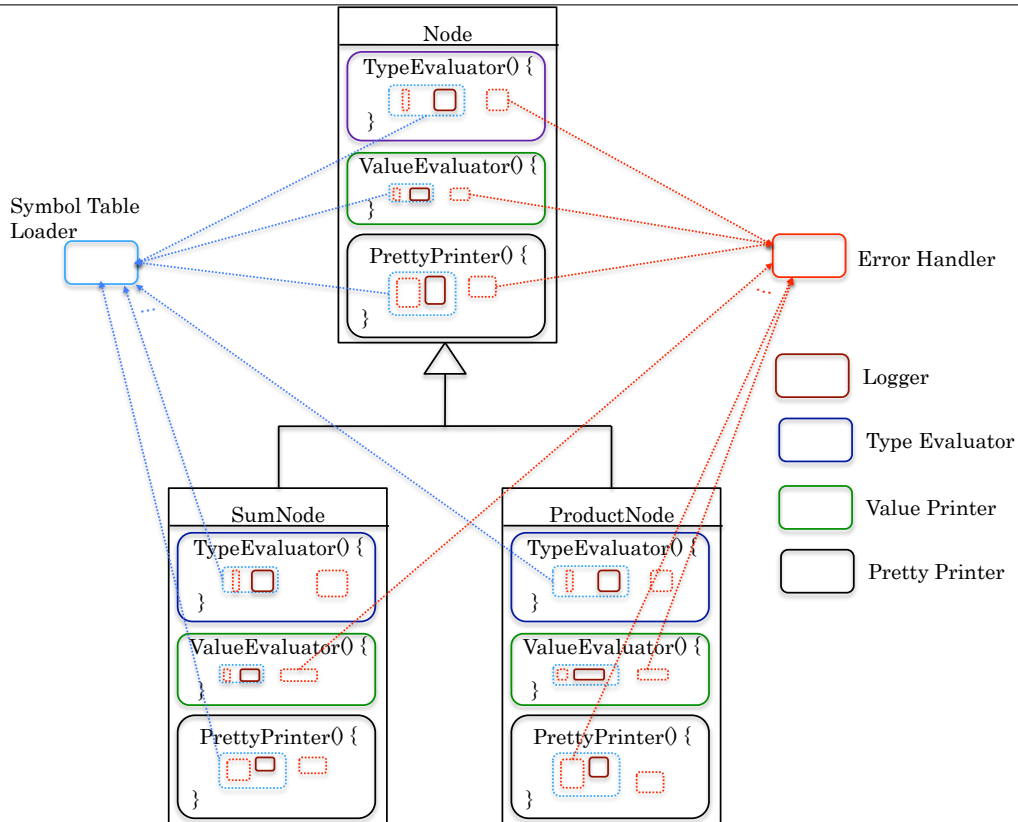 Node
TypeEvaluator() {
}
ValueEvaluator() {
}
PrettyPrinter() {
}
Symbol Table
Loader
...
Error Handler
...
Logger
Type Evaluator
Value Printer
Pretty Printer
SumNode
TypeEvaluator() {
}
ValueEvaluator() {
}
PrettyPrinter() {
}
ProductNode
TypeEvaluator() {
}
ValueEvaluator() {
}
PrettyPrinter() {
}